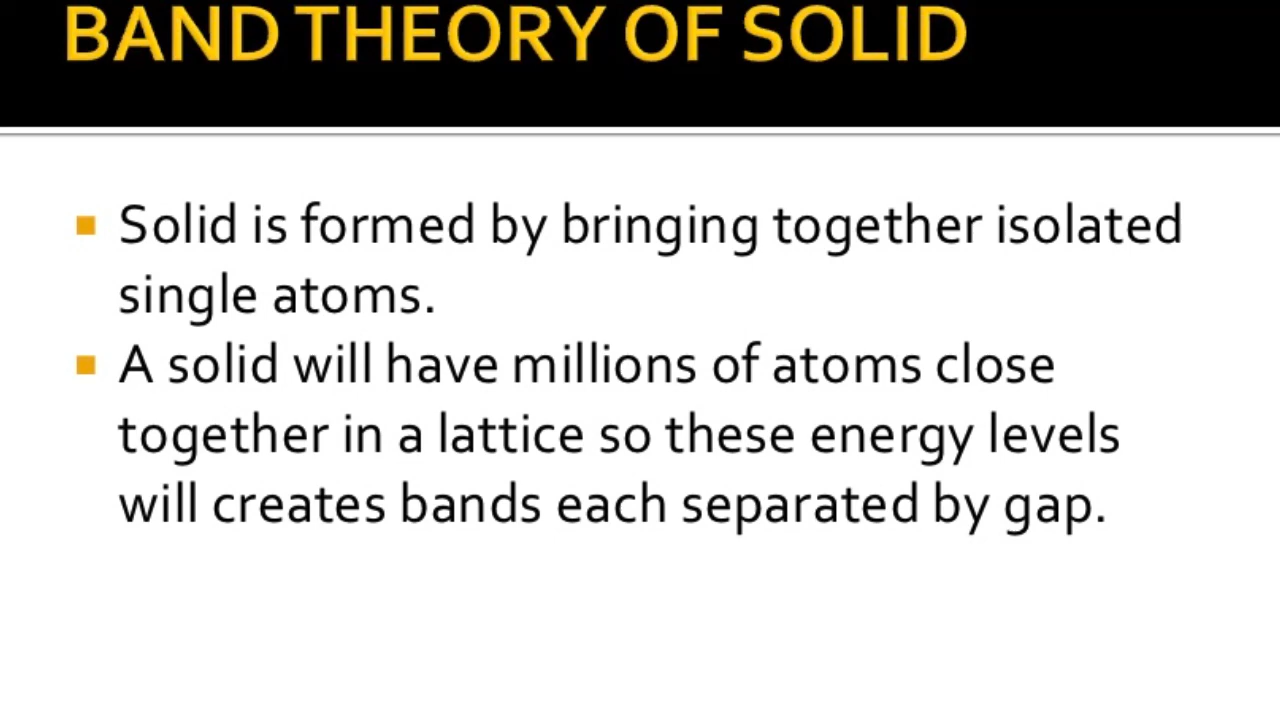 BAND THEORY OF SOLID
Solid is formed by bringing together isolated
single atoms.
A solid will have millions of atoms close
together in a lattice so these energy levels
will creates bands each separated by gap.